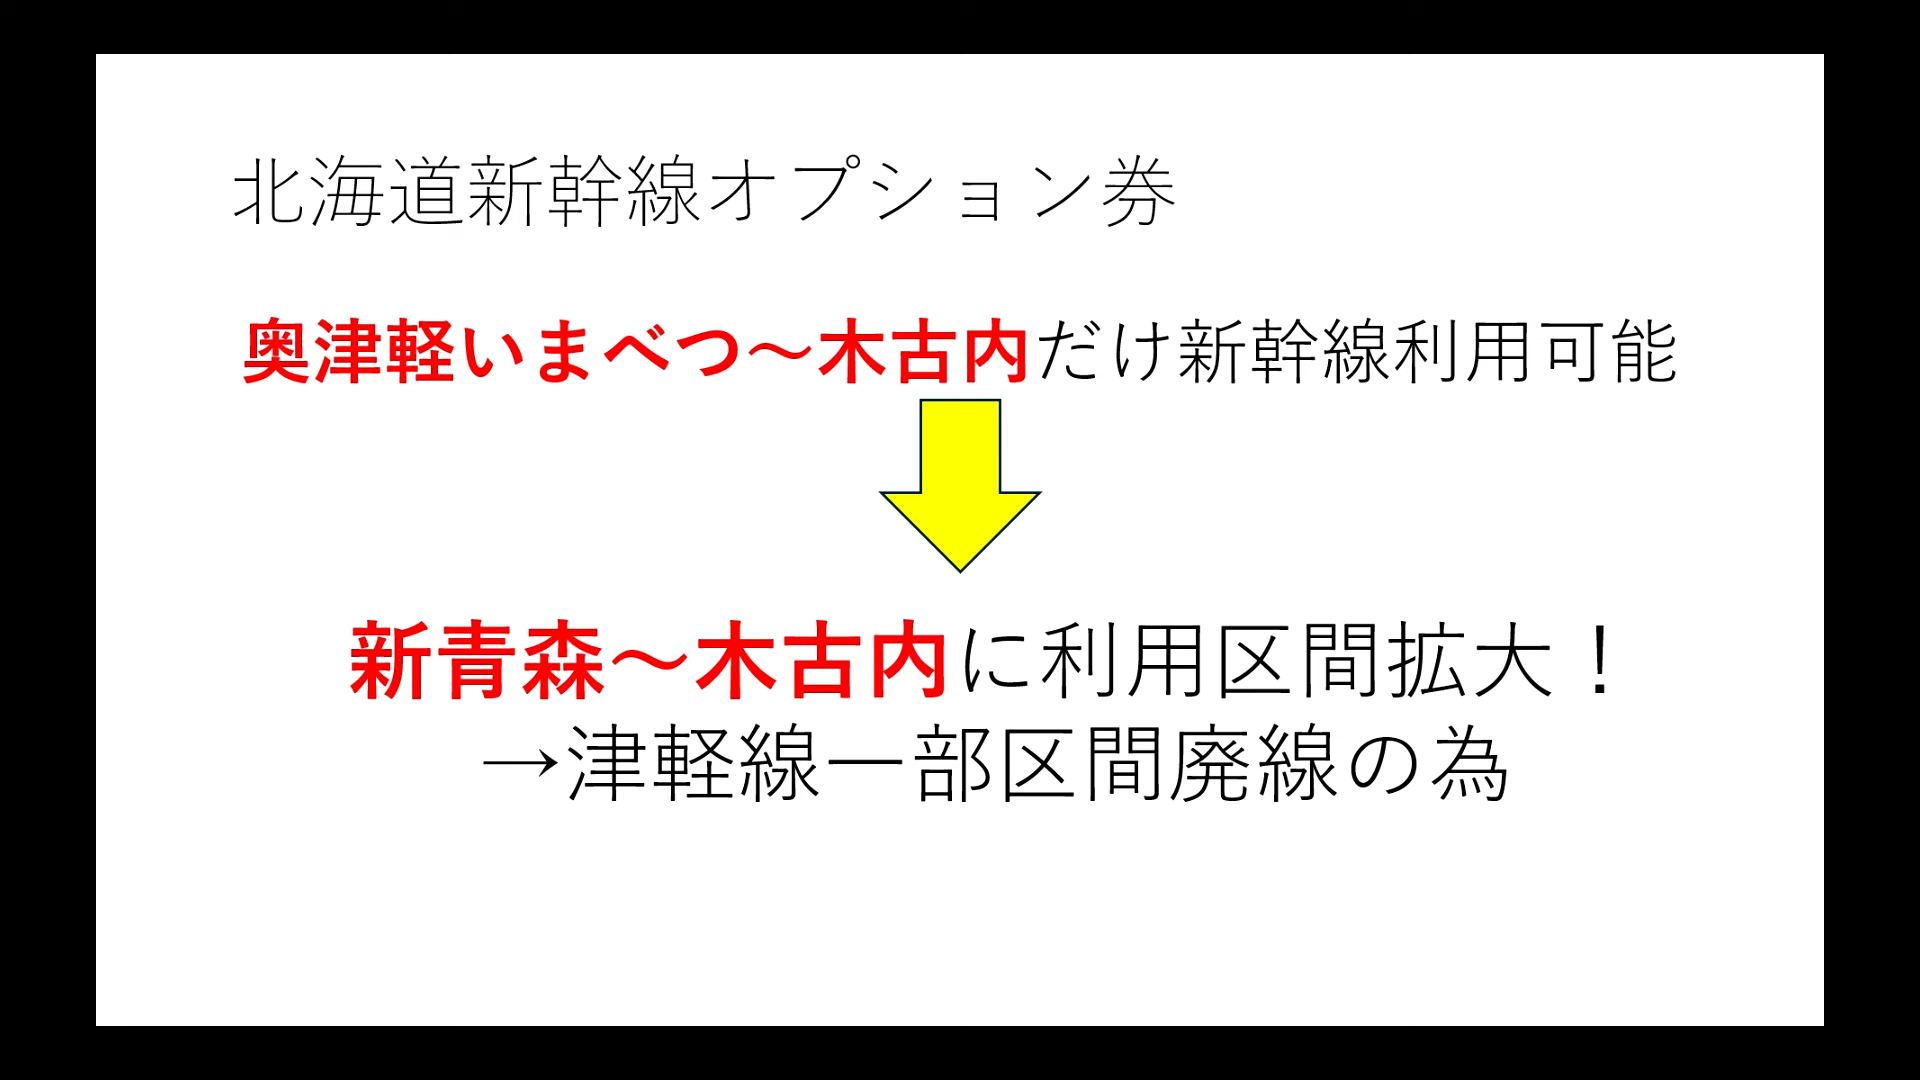 北海道新幹線オプション券
奥津軽いまべつ～木古内だけ新幹線利用可能
新青森～木古内に利用区間拡大！
→津軽線一部区間廃線の為